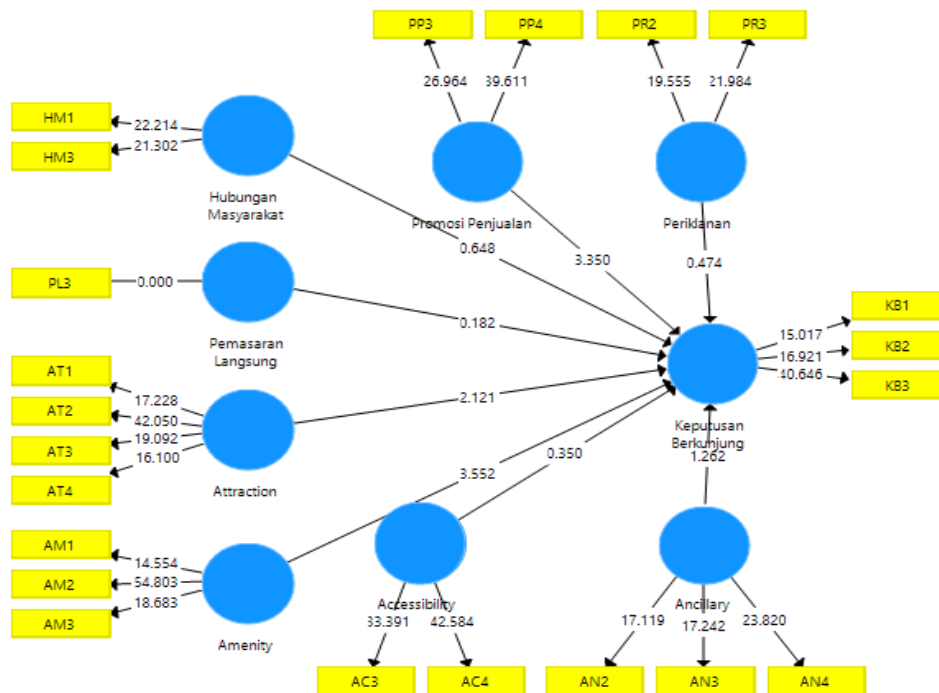 PP3
PP4
PR2
PR3
26.964
39.611
19.555
21.984
HM1
HM3
22.214
21.302
Hubungan
Masyarakat
Promosi Penjualan
Periklanan
0.648
3.350
0.474
PL3
0.000
Pemasaran
Langsung
0.182
KB1
KB2
KB3
15.017
16.921
40.646
Keputusan
Berkunjung
AT1
AT2
AT3
AT4
17.228
42.050
19.092
16.100
Attraction
2.121
3.552
0.350
1.262
AM1
AM2
AM3
14.554
54.803
18.683
Amenity
Accessibility
33.391
42.584
Ancillary
17.119
17.242
23.820
AC3
AC4
AN2
AN3
AN4